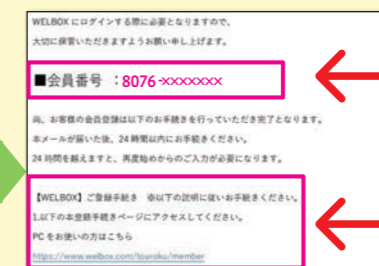 WELBOX にログインする際に必要となりますので、
大切に保管いただきますようお願い申し上げます。
■会員番号 ：8076-xxxxxxx
尚、お客様の会員登録は以下のお手続きを行っていただき完了となります。
本メールが届いた後、24 時間以内にお手続きください。
24 時間を越えますと、再度始めからのご入力が必要になります。
【WELBOX】ご登録手続き ※以下の説明に従いお手続きください。
1.以下の本登録手続きページにアクセスしてください。
PC をお使いの方はこちら
https://www.welbox.com/touroku/member